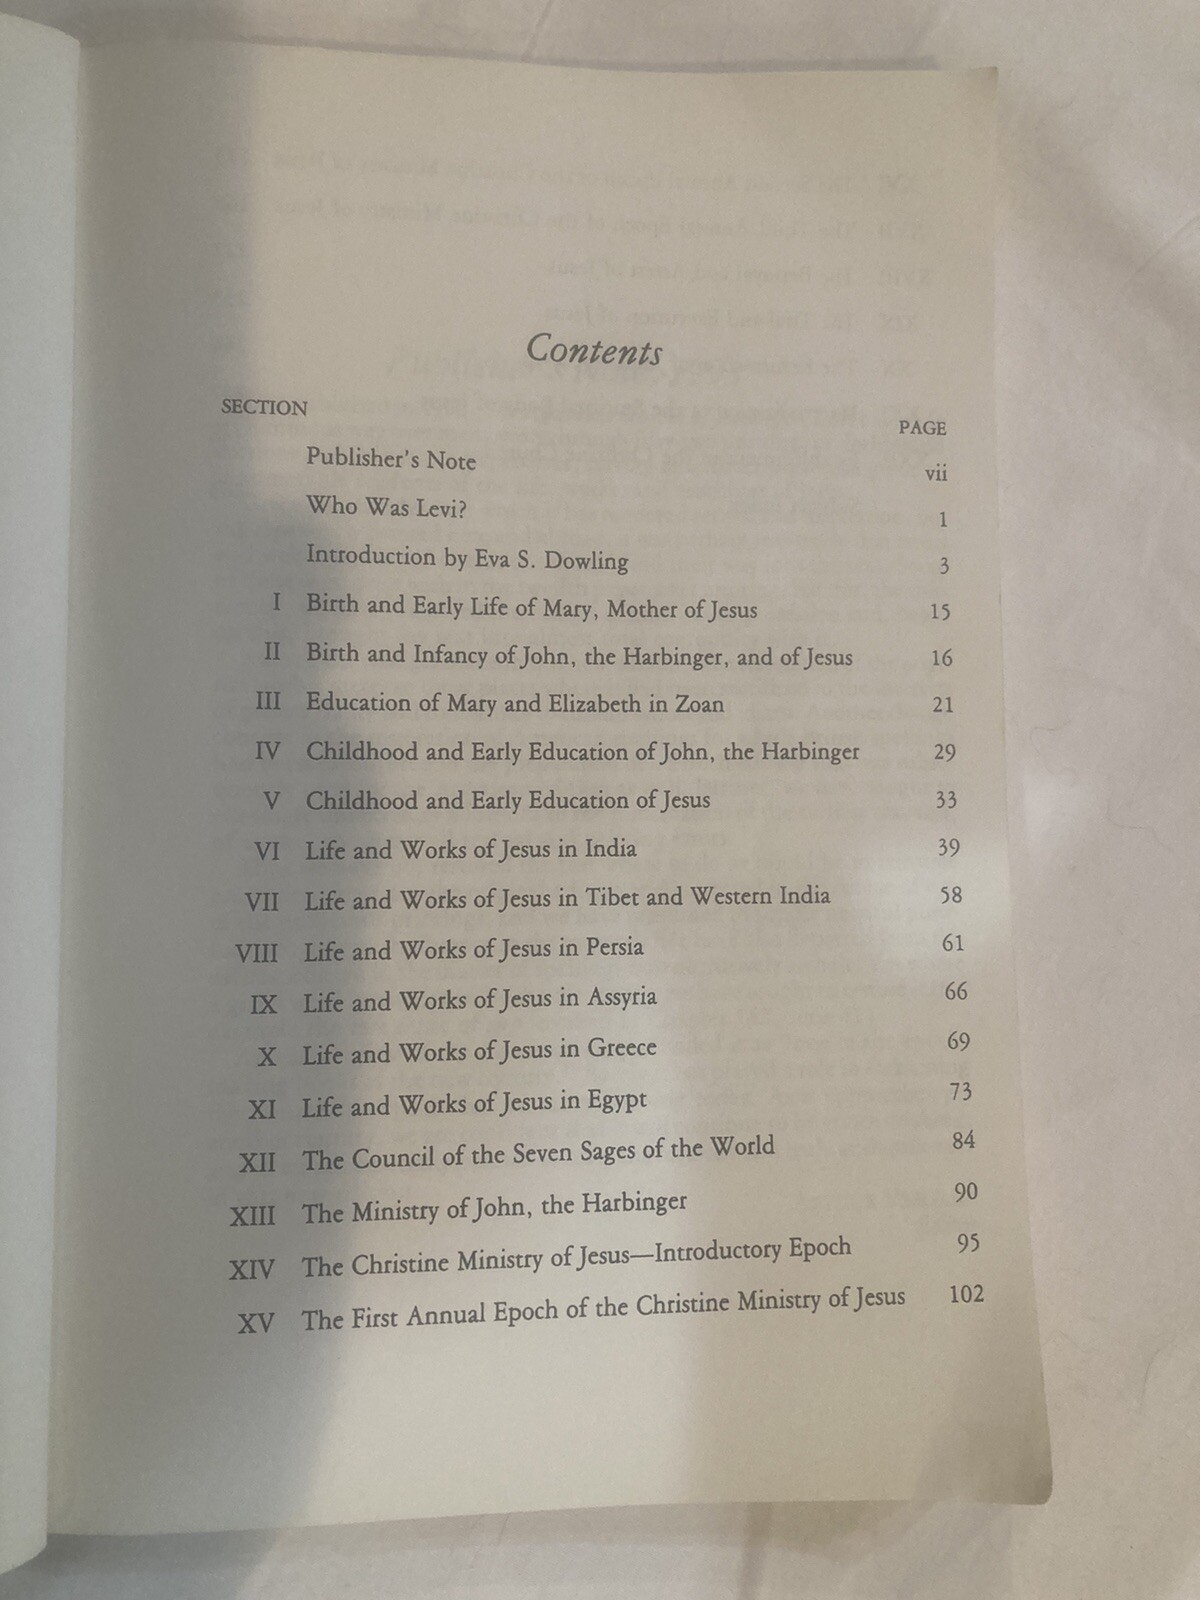 Contents
SECTION PAGE
Publisher's Note vii
Who Was Levi? 1
Introduction by Eva S. Dowling 3
I Birth and Early Life of Mary, Mother of Jesus 15
II Birth and Infancy of John, the Harbinger, and of Jesus 16
III Education of Mary and Elizabeth in Zoan 21
IV Childhood and Early Education of John, the Harbinger 29
V Childhood and Early Education of Jesus 33
VI Life and Works of Jesus in India 39
VII Life and Works of Jesus in Tibet and Western India 58
VIII Life and Works of Jesus in Persia 61
IX Life and Works of Jesus in Assyria 66
X Life and Works of Jesus in Greece 69
XI Life and Works of Jesus in Egypt 73
XII The Council of the Seven Sages of the World 84
XIII The Ministry of John, the Harbinger 90
XIV The Christine Ministry of Jesus—Introductory Epoch 95
XV The First Annual Epoch of the Christine Ministry of Jesus 102